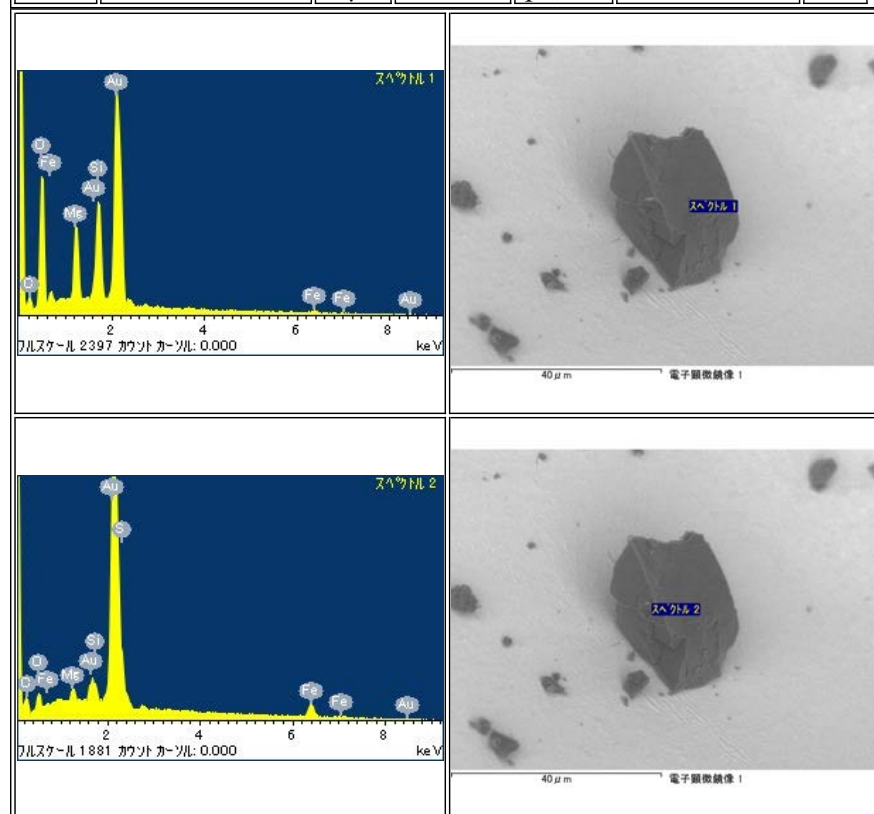 スペクトル 1
Au
O
Fe
Si
Au
Mg
C
Fe
Fe
Au
2 4 6 8
フルスケール 2397 カウント カーソル: 0.000 keV
スペクトル 1
40μm 電子顕微鏡像 1
スペクトル 2
Au
S
Si
O
Au
C
Fe
Mg
Fe
Fe
Au
2 4 6 8
フルスケール 1881 カウント カーソル: 0.000 keV
スペクトル 2
40μm 電子顕微鏡像 1